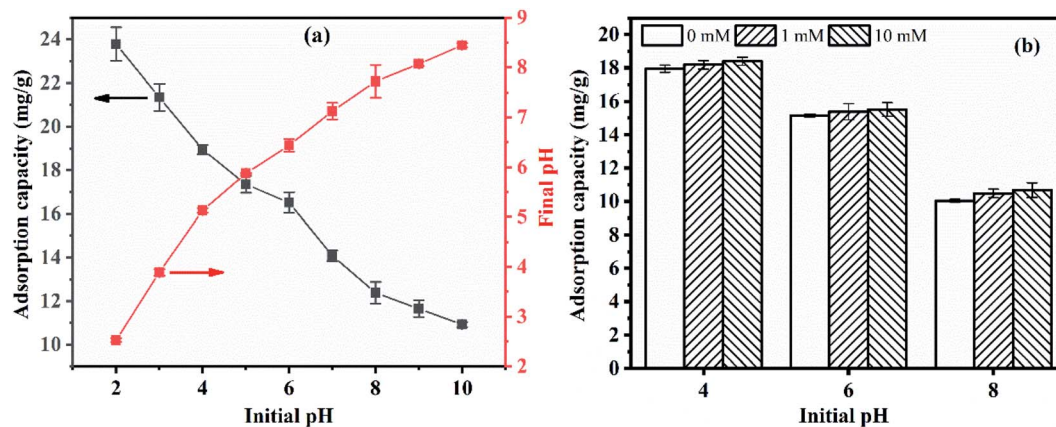 (a)
Adsorption capacity (mg/g)
24
22
20
18
16
14
12
10
2 4 6 8 10
Initial pH
9
8
7
6
5
4
3
2
Final pH
(b)
0 mM 1 mM 10 mM
Adsorption capacity (mg/g)
20
18
16
14
12
10
8
6
4
2
0
4 6 8
Initial pH